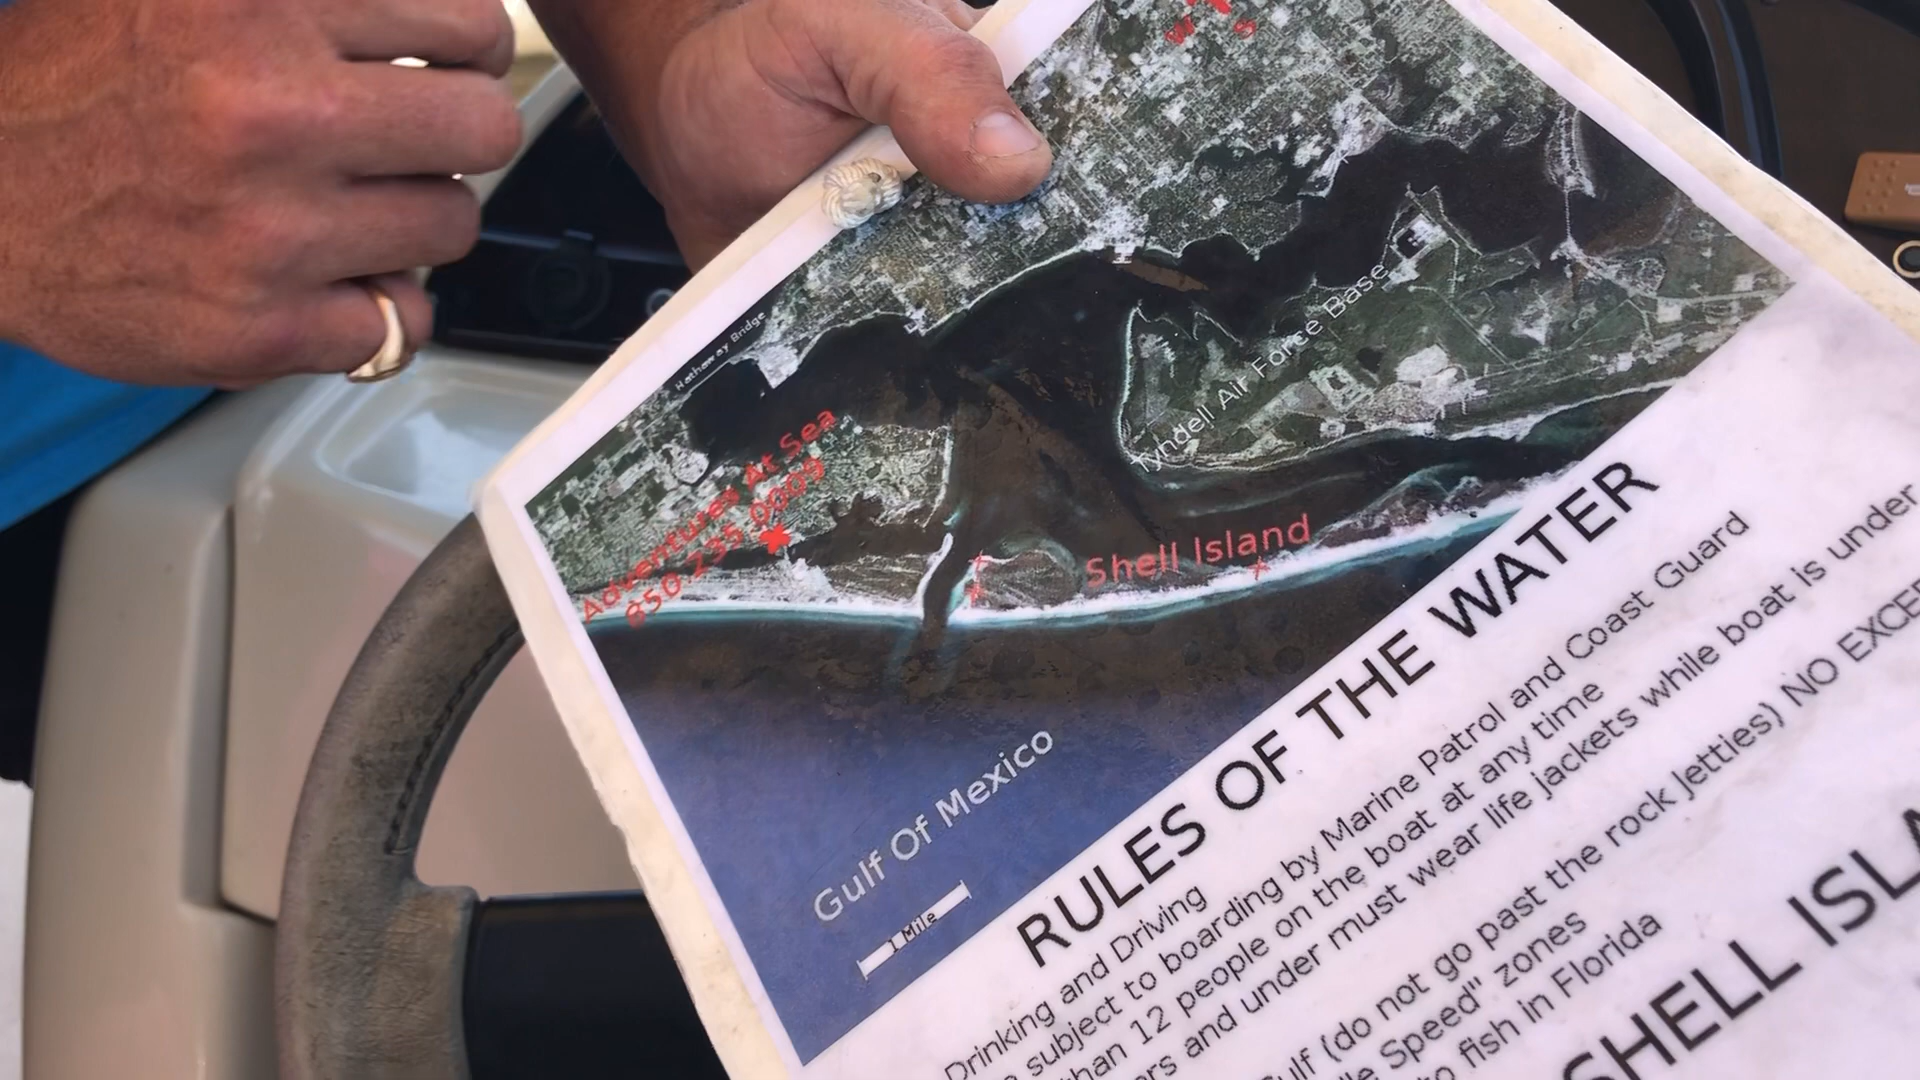 W S
Hathaway Bridge
Adventures At Sea
850.235.0009
Tyndell Air Force Base
Shell Island
Gulf Of Mexico
1 Mile
RULES OF THE WATER
Drinking and Driving
subject to boarding by Marine Patrol and Coast Guard
than 12 people on the boat at any time
and under must wear life jackets while boat is under
(do not go past the rock jetties) NO
Speed" zones
to fish in Florida
SHELL